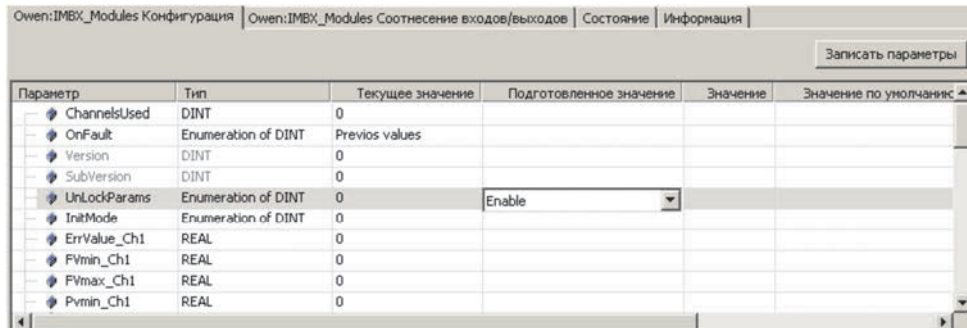 Owen:IMBX_Modules Конфигурация Owen:IMBX_Modules Соотнесение входов/выходов Состояние Информация
Записать параметры
Параметр Тип Текущее значение Подготовленное значение Значение Значение по умолчанию
ChannelsUsed DINT 0
OnFault Enumeration of DINT Previos values
Version DINT 0
SubVersion DINT 0
UnLockParams Enumeration of DINT 0 Enable
InitMode Enumeration of DINT 0
ErrValue_Ch1 REAL 0
FVmin_Ch1 REAL 0
FVmax_Ch1 REAL 0
Pvmin_Ch1 REAL 0